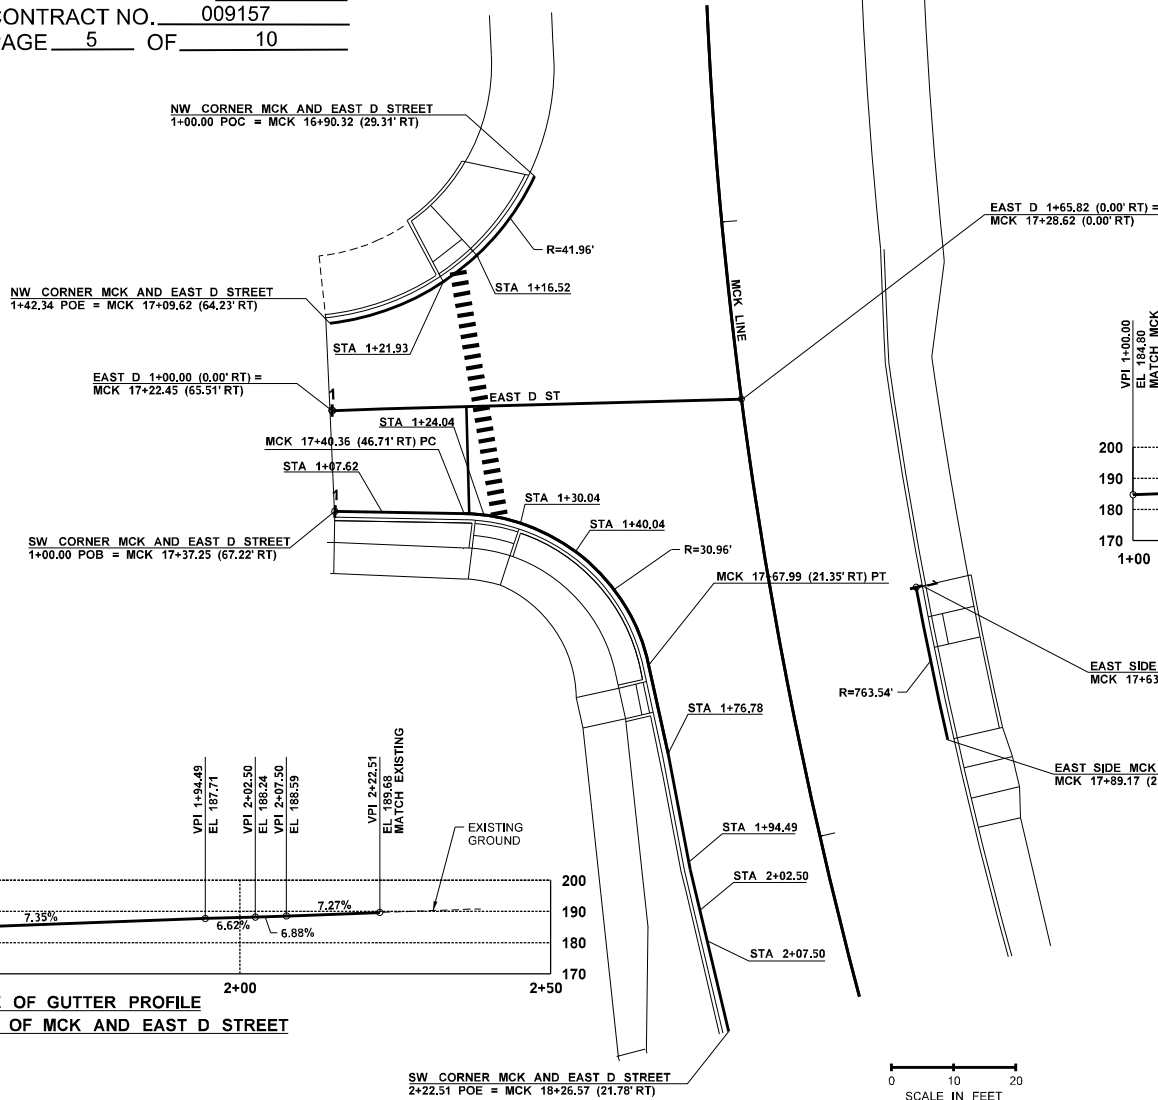 CONTRACT NO. 009157
PAGE 5 OF 10
NW CORNER MCK AND EAST D STREET
1+00.00 POC = MCK 16+90.32 (29.31' RT)
EAST D 1+65.82 (0.00' RT) =
MCK 17+28.62 (0.00' RT)
R=41.96'
STA 1+16.52
NW CORNER MCK AND EAST D STREET
1+42.34 POE = MCK 17+09.62 (64.23' RT)
MCK LINE
STA 1+21.93
EAST D 1+00.00 (0.00' RT) =
MCK 17+22.45 (65.51' RT)
1
EAST D ST
STA 1+24.04
MCK 17+40.36 (46.71' RT) PC
STA 1+07.62
1
STA 1+30.04
STA 1+40.04
SW CORNER MCK AND EAST D STREET
1+00.00 POB = MCK 17+37.25 (67.22' RT)
R=30.96'
MCK 17+67.99 (21.35' RT) PT
VPI 1+00.00
EL 184.80
MATCH MCK
200
190
180
170
1+00
1
EAST SIDE
MCK 17+63
R=763.54'
STA 1+76.78
EAST SIDE MCK
MCK 17+89.17 (2
STA 1+94.49
STA 2+02.50
STA 2+07.50
VPI 1+94.49
EL 187.71
VPI 2+02.50
EL 188.24
VPI 2+07.50
EL 188.59
VPI 2+22.51
EL 189.68
MATCH EXISTING
EXISTING
GROUND
7.35%
6.62%
6.88%
7.27%
200
190
180
170
2+00
2+50
E OF GUTTER PROFILE
OF MCK AND EAST D STREET
SW CORNER MCK AND EAST D STREET
2+22.51 POE = MCK 18+26.57 (21.78' RT)
0 10 20
SCALE IN FEET